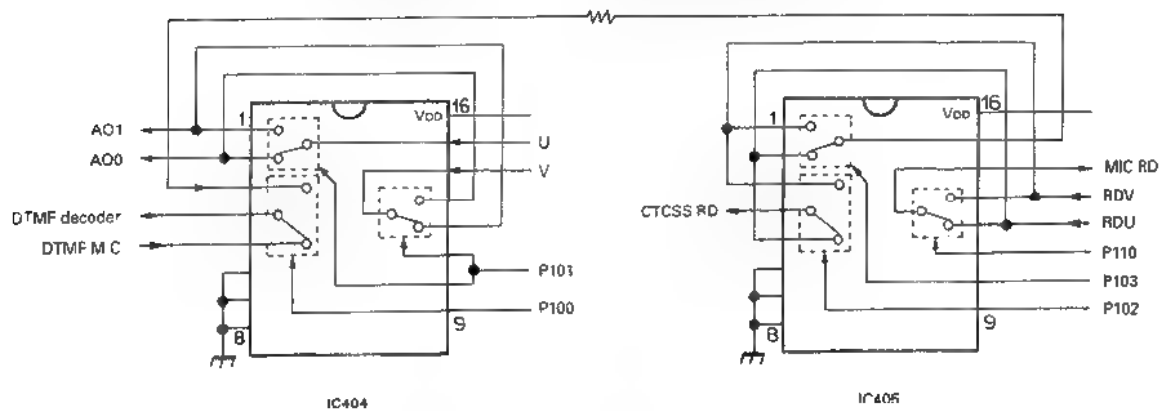 1
16
VDD
AO1
AO0
U
V
DTMF decoder
DTMF MIC
P101
P100
8
9
IC404
1
16
VDD
MIC RD
RDV
RDU
CTCSS RD
P110
P103
P102
8
9
IC405